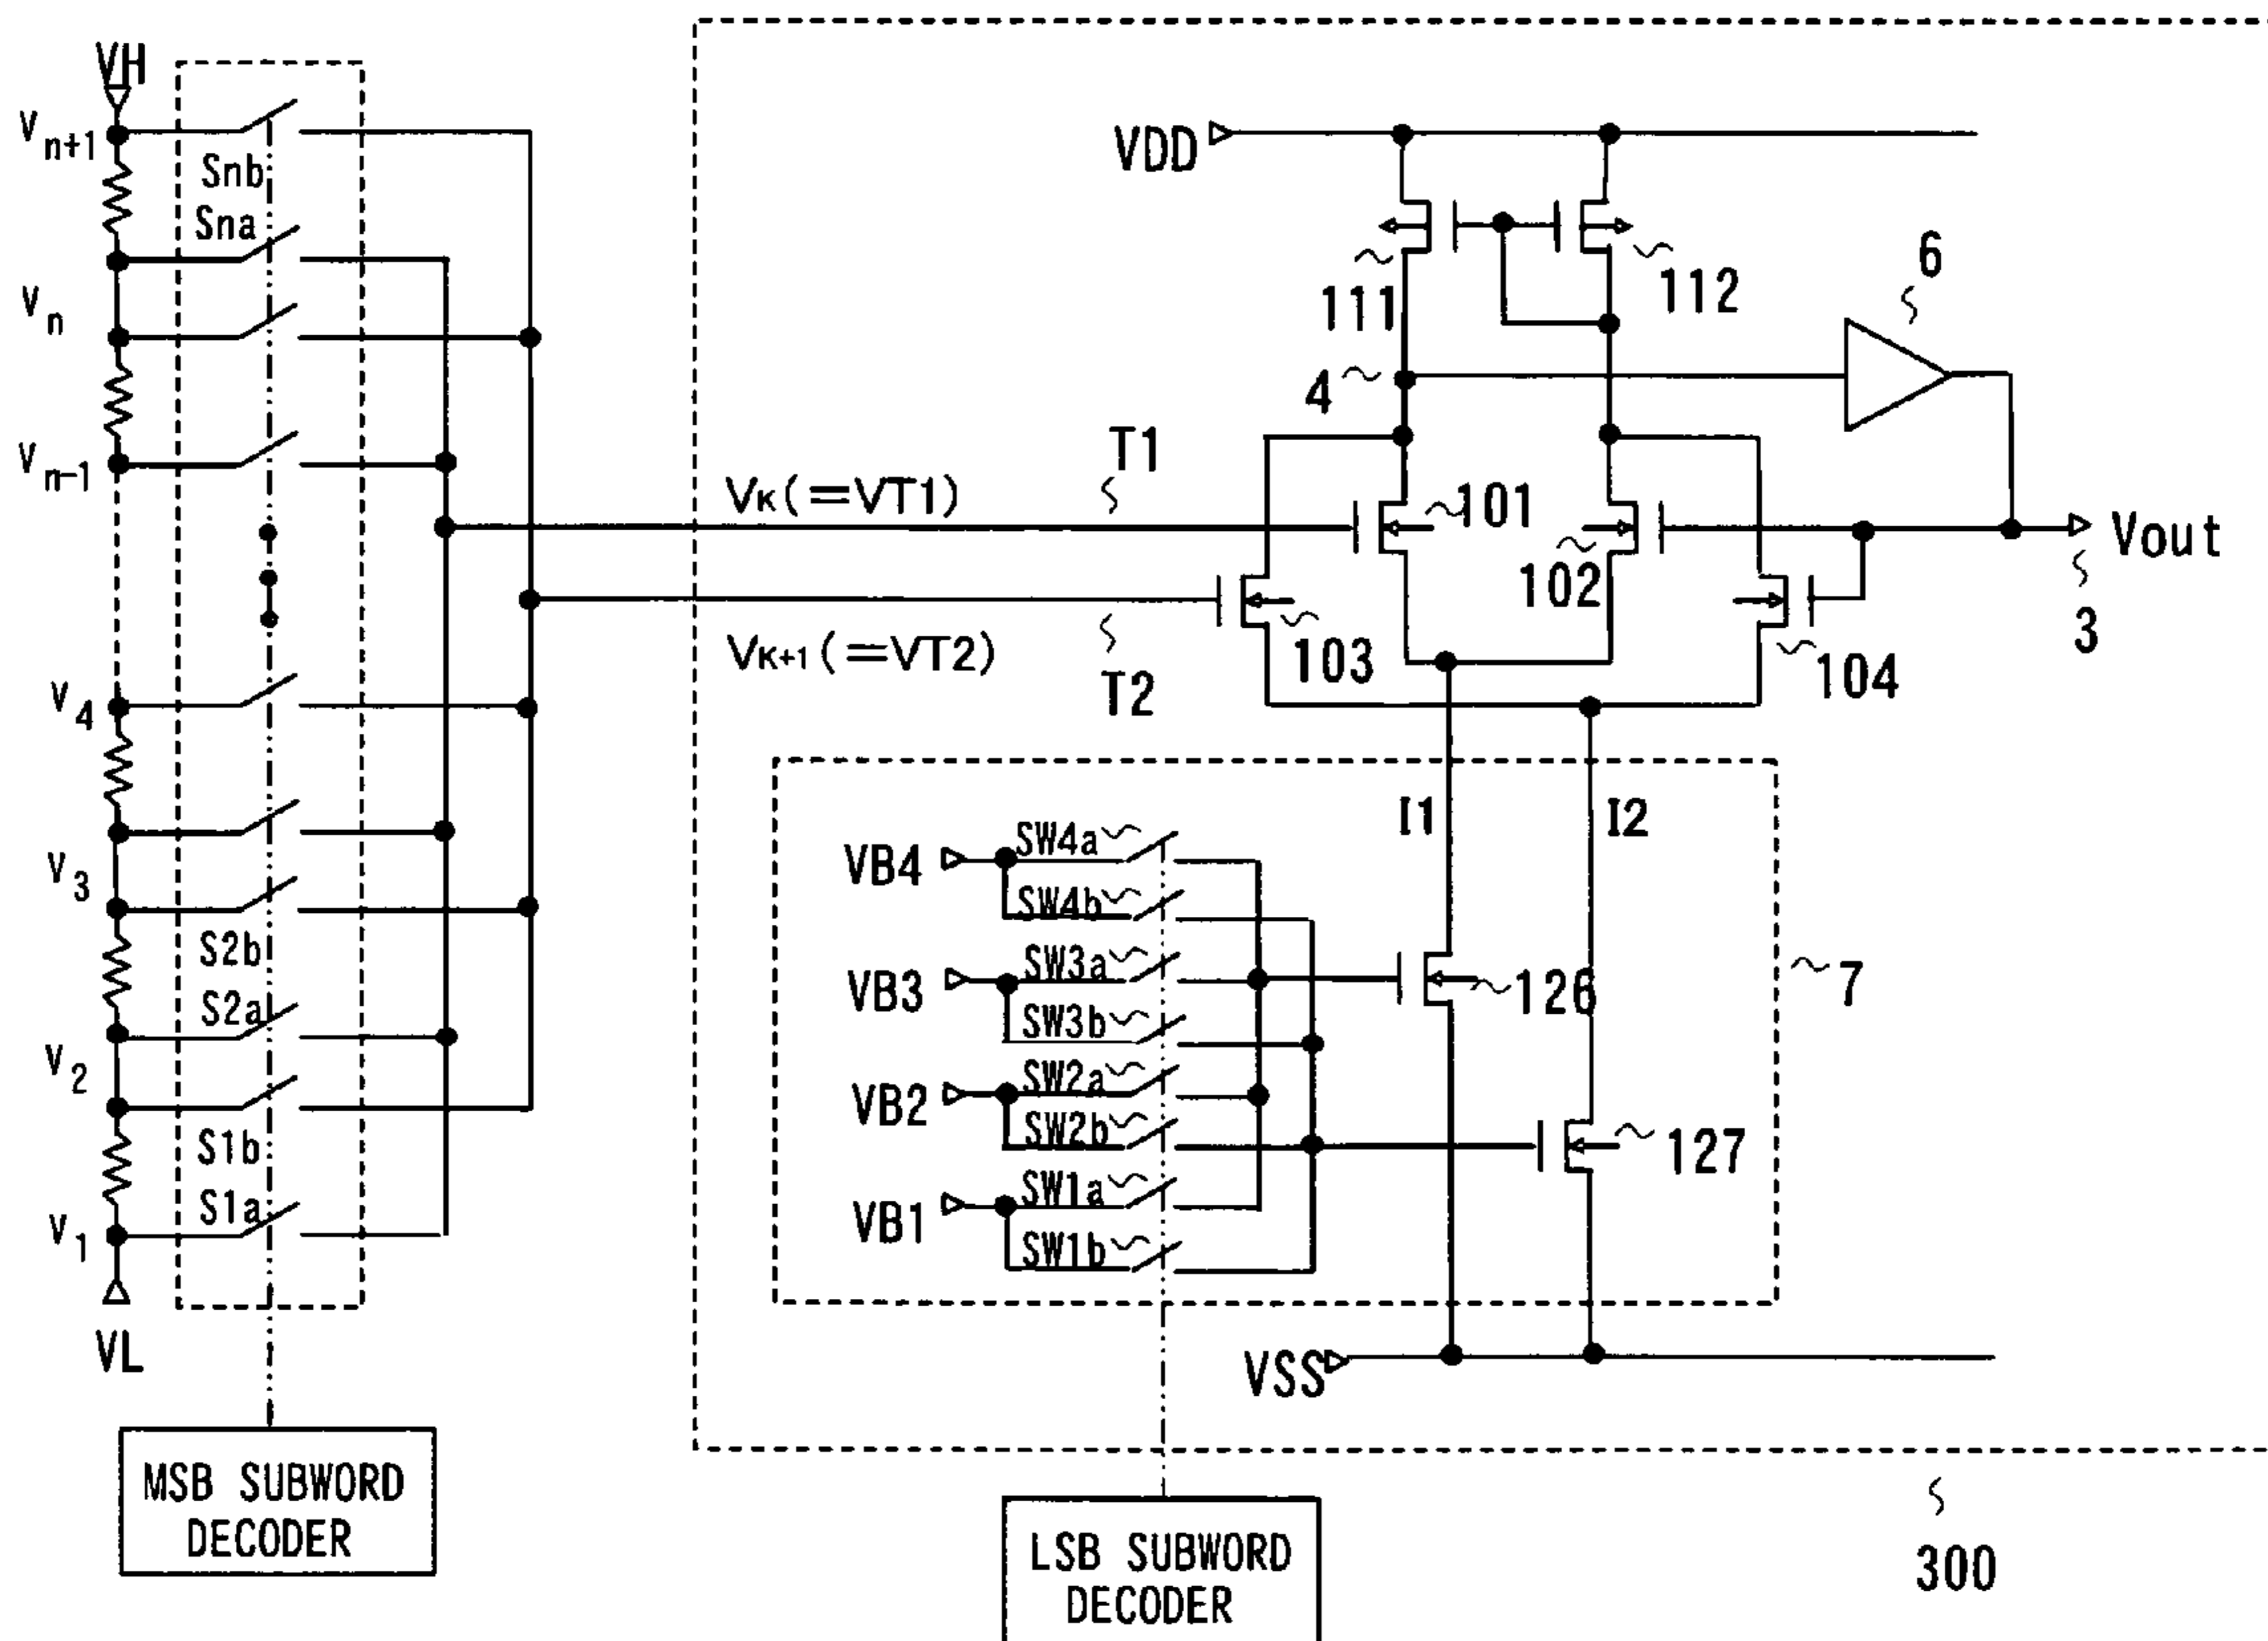 VH
Vn+1
Snb
Sna
Vn
Vn-1
V4
V3
S2b
S2a
V2
S1b
S1a
V1
VL
MSB SUBWORD
DECODER
VDD
111
112
6
4
T1
VK(=VT1)
101
102
Vout
3
VK+1(=VT2)
T2
103
104
I1
I2
VB4
SW4a
SW4b
VB3
SW3a
SW3b
VB2
SW2a
SW2b
VB1
SW1a
SW1b
126
127
7
VSS
LSB SUBWORD
DECODER
300